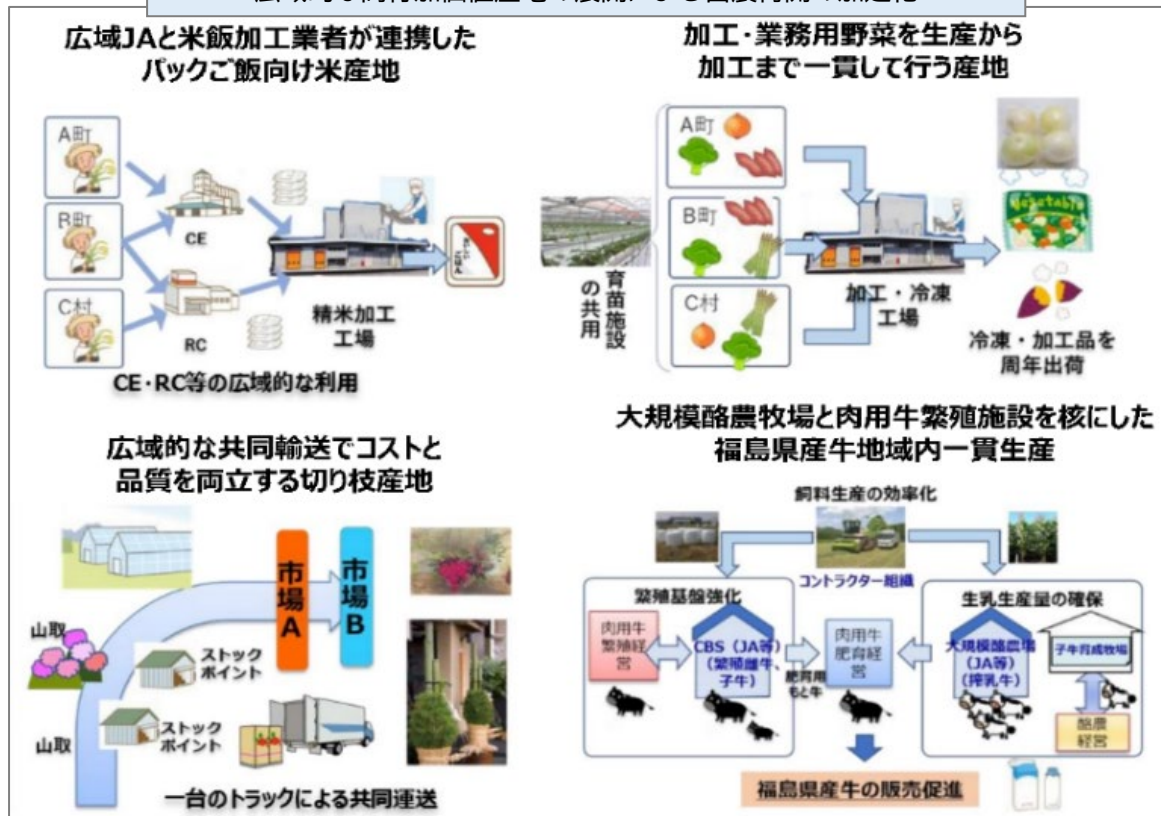 広域JAと米飯加工業者が連携した
パックご飯向け米産地
A町
B町
C村
CE
RC
精米加工
工場
CE・RC等の広域的な利用
加工・業務用野菜を生産から
加工まで一貫して行う産地
育苗施設
の共用
A町
B町
C村
加工・冷凍
工場
Vegetable
冷凍・加工品を
周年出荷
広域的な共同輸送でコストと
品質を両立する切り枝産地
山取
ストック
ポイント
山取
ストック
ポイント
市場A
市場B
一台のトラックによる共同運送
大規模酪農牧場と肉用牛繁殖施設を核にした
福島県産牛地域内一貫生産
飼料生産の効率化
コントラクター組織
繁殖基盤強化
肉用牛
繁殖経
営
CBS（JA等）
（繁殖雌牛、
子牛）
肥育用
もと牛
肉用牛
肥育経
営
生乳生産量の確保
大規模酪農場
（JA等）
（搾乳牛）
子牛育成牧場
酪農
経営
福島県産牛の販売促進